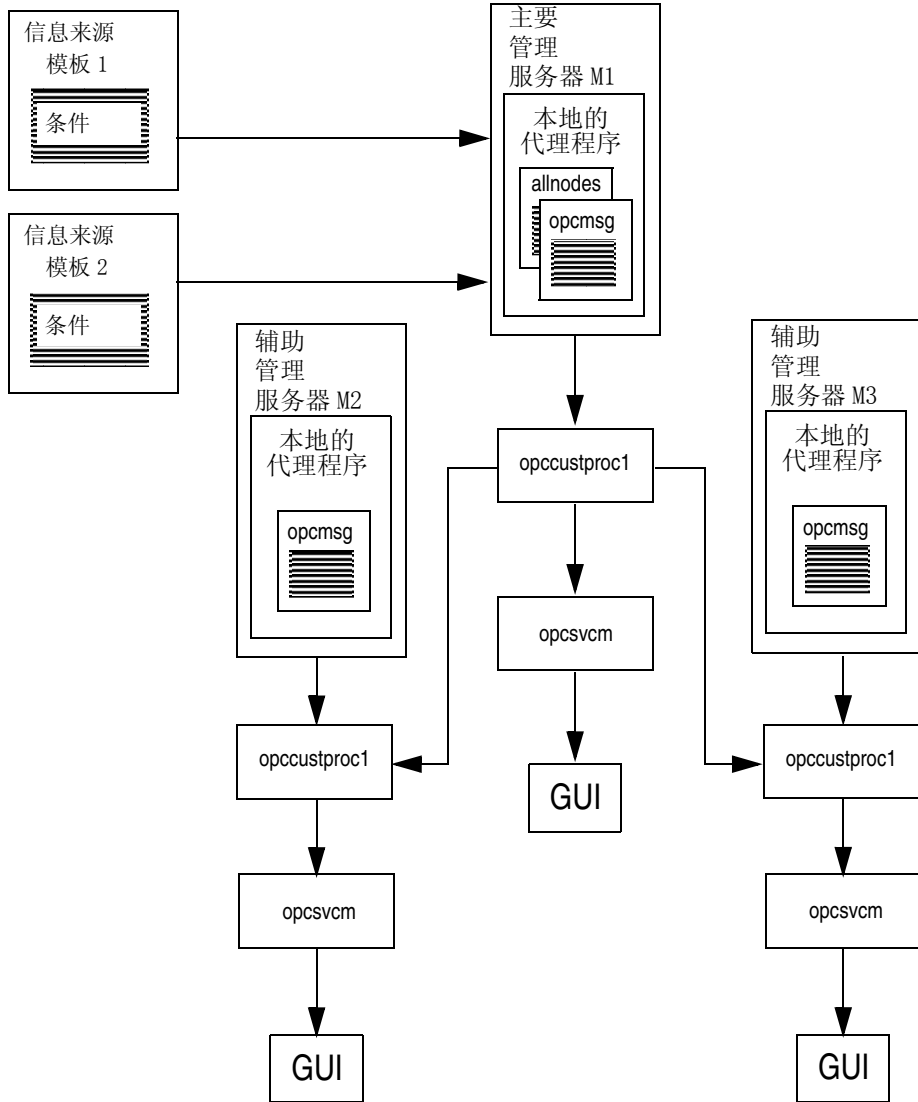 信息来源
模板 1
条件
信息来源
模板 2
条件
主要
管理
服务器 M1
本地的
代理程序
allnodes
opcmsg
辅助
管理
服务器 M2
本地的
代理程序
opcmsg
辅助
管理
服务器 M3
本地的
代理程序
opcmsg
opccustproc1
opcsvcm
GUI
opccustproc1
opcsvcm
GUI
opccustproc1
opcsvcm
GUI